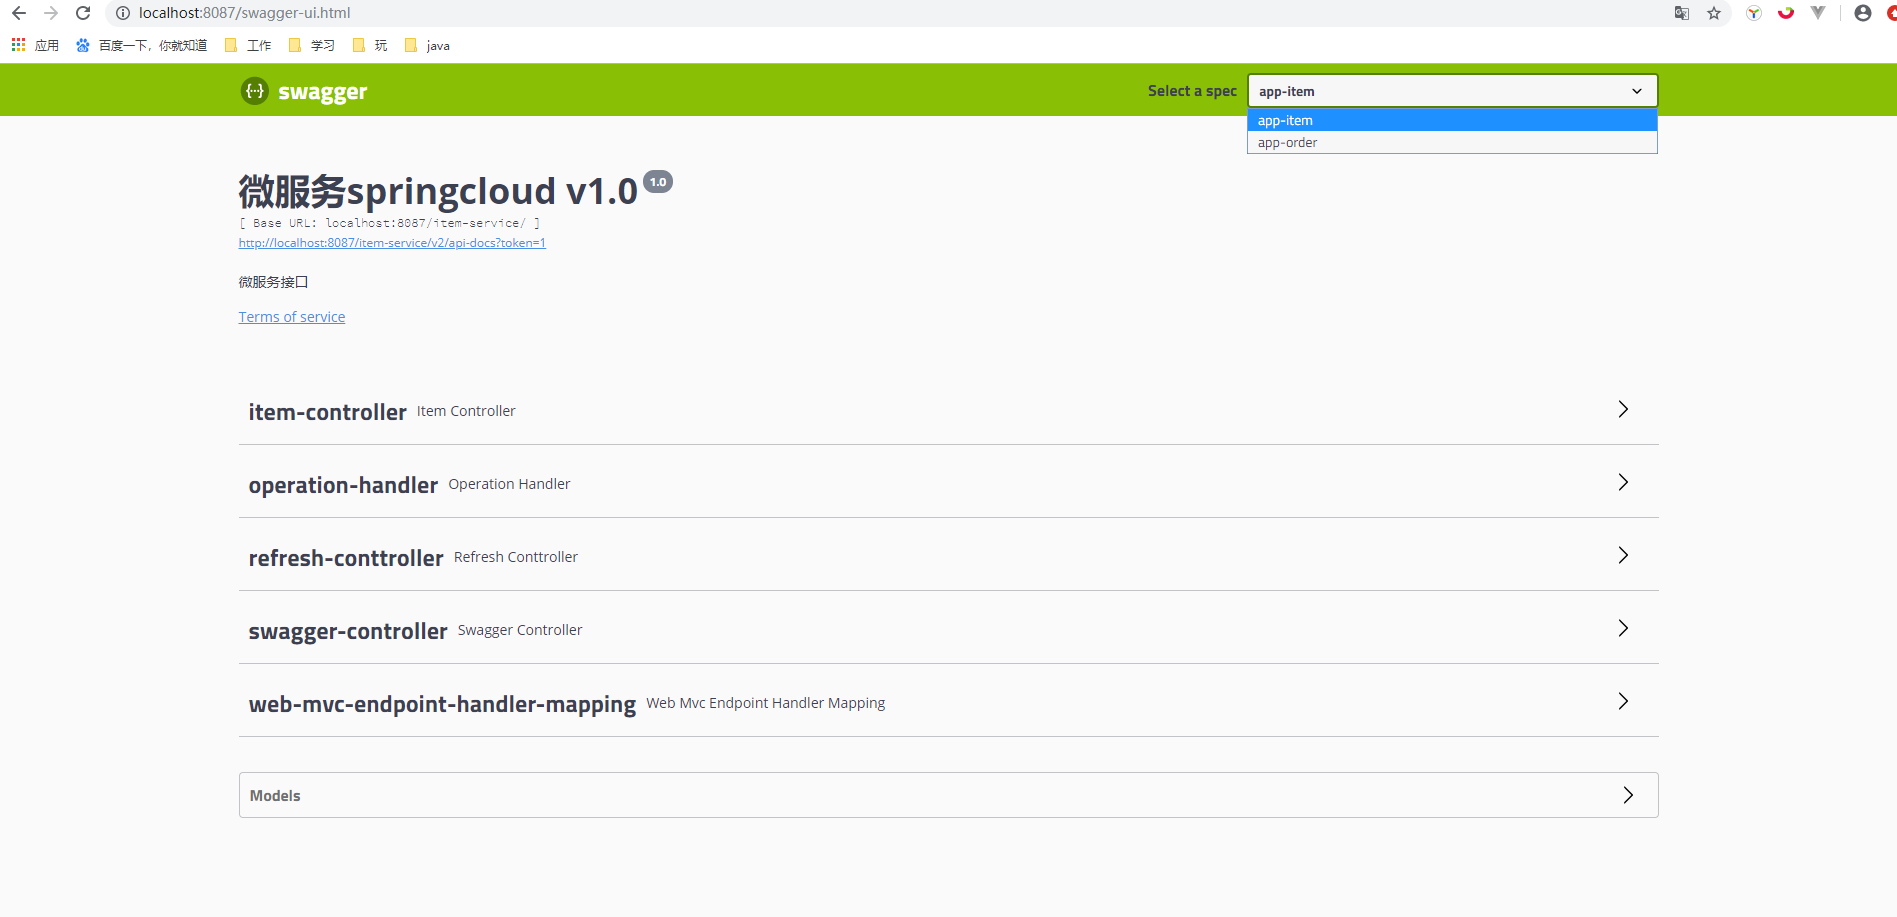 localhost:8087/swagger-ui.html
应用 百度一下，你就知道 工作 学习 玩 java
{··} swagger Select a spec app-item
app-item
app-order
微服务springcloud v1.0 1.0
[ Base URL: localhost:8087/item-service/ ]
http://localhost:8087/item-service/v2/api-docs?token=1
微服务接口
Terms of service
item-controller Item Controller
operation-handler Operation Handler
refresh-conttroller Refresh Conttroller
swagger-controller Swagger Controller
web-mvc-endpoint-handler-mapping Web Mvc Endpoint Handler Mapping
Models